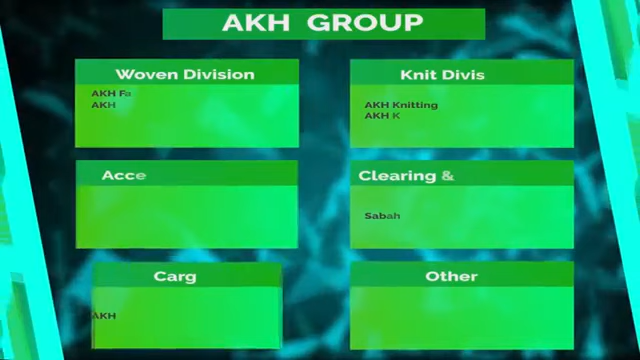 AKH GROUP
Woven Division
AKH Fa
AKH
Knit Divis
AKH Knitting
AKH K
Acce
Clearing &
Sabah
Carg
AKH
Other